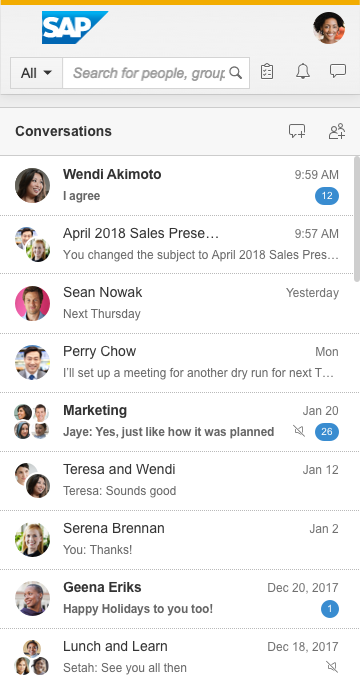 SAP
All
Search for people, group
Conversations
Wendi Akimoto 9:59 AM
I agree 12
April 2018 Sales Prese… 9:57 AM
You changed the subject to April 2018 Sales Pres…
Sean Nowak Yesterday
Next Thursday
Perry Chow Mon
I'll set up a meeting for another dry run for next T…
Marketing Jan 20
Jaye: Yes, just like how it was planned 26
Teresa and Wendi Jan 12
Teresa: Sounds good
Serena Brennan Jan 2
You: Thanks!
Geena Eriks Dec 20, 2017
Happy Holidays to you too! 1
Lunch and Learn Dec 18, 2017
Setah: See you all then